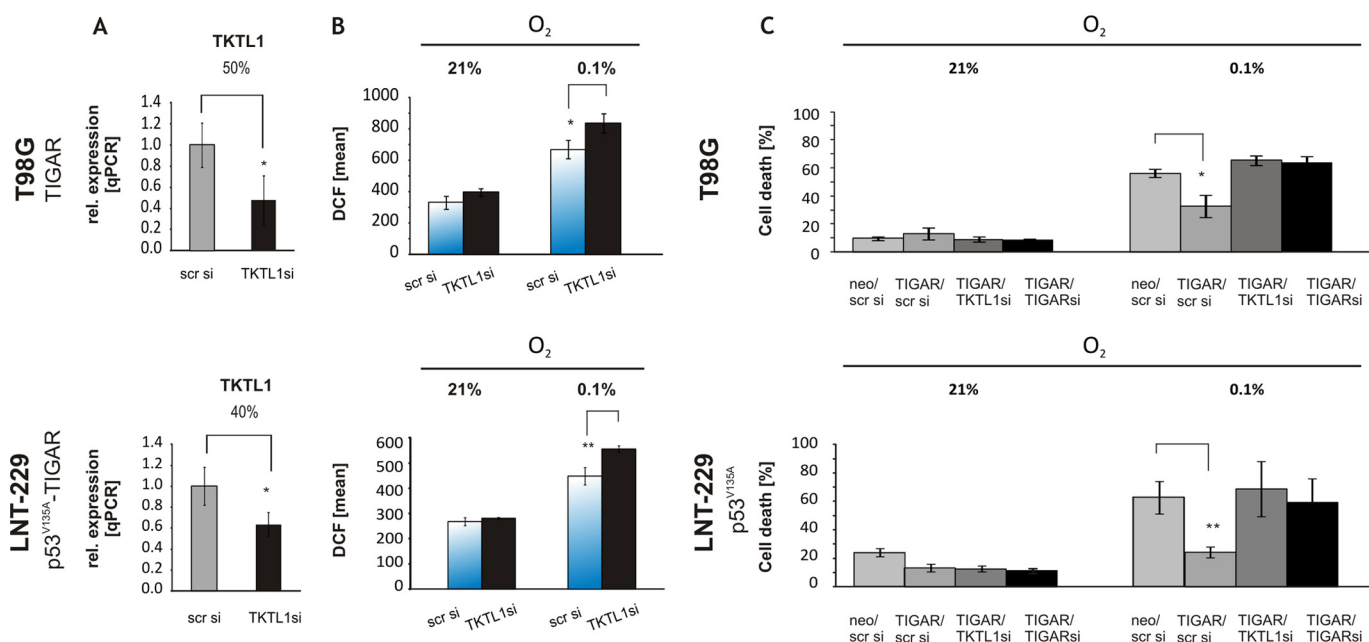 A
B
C
T98G
TIGAR
TKTL1
50%
rel. expression
[qPCR]
1.4
1.2
1.0
0.8
0.6
0.4
0.2
0.0
*
scr si
TKTL1si
O2
21%
0.1%
DCF [mean]
1000
800
600
400
200
0
*
scr si
TKTL1si
scr si
TKTL1si
T98G
O2
21%
0.1%
Cell death [%]
100
80
60
40
20
0
*
neo/
scr si
TIGAR/
scr si
TIGAR/
TKTL1si
TIGAR/
TIGARsi
neo/
scr si
TIGAR/
scr si
TIGAR/
TKTL1si
TIGAR/
TIGARsi
LNT-229
p53V135A-TIGAR
TKTL1
40%
rel. expression
[qPCR]
1.4
1.2
1.0
0.8
0.6
0.4
0.2
0.0
*
scr si
TKTL1si
O2
21%
0.1%
DCF [mean]
600
500
400
300
200
100
0
**
scr si
TKTL1si
scr si
TKTL1si
LNT-229
p53V135A
O2
21%
0.1%
Cell death [%]
100
80
60
40
20
0
**
neo/
scr si
TIGAR/
scr si
TIGAR/
TKTL1si
TIGAR/
TIGARsi
neo/
scr si
TIGAR/
scr si
TIGAR/
TKTL1si
TIGAR/
TIGARsi